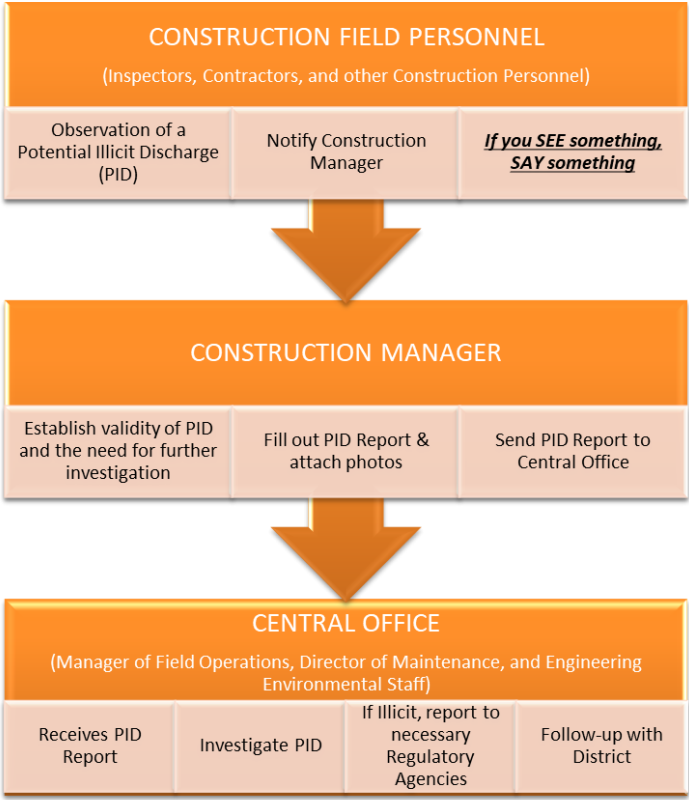 CONSTRUCTION FIELD PERSONNEL
(Inspectors, Contractors, and other Construction Personnel)
Observation of a
Potential Illicit Discharge
(PID)
Notify Construction
Manager
If you SEE something,
SAY something
CONSTRUCTION MANAGER
Establish validity of PID
and the need for further
investigation
Fill out PID Report &
attach photos
Send PID Report to
Central Office
CENTRAL OFFICE
(Manager of Field Operations, Director of Maintenance, and Engineering
Environmental Staff)
Receives PID
Report
Investigate PID
If Illicit, report to
necessary
Regulatory
Agencies
Follow-up with
District